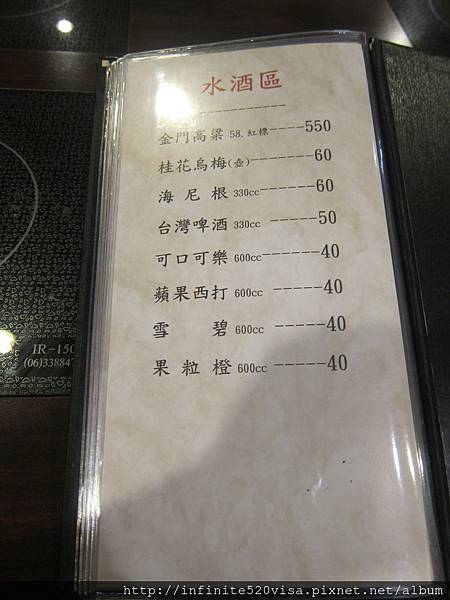 水酒區
------------
金門高粱 58.紅標-----550
桂花烏梅(壺)-------60
海尼根 330cc------60
台灣啤酒 330cc -----50
可口可樂 600cc------40
蘋果西打 600cc -----40
雪碧 600cc -----40
果粒橙 600cc -----40
IR-150
(06)33884
http://infinite520visa.pixnet.net/album